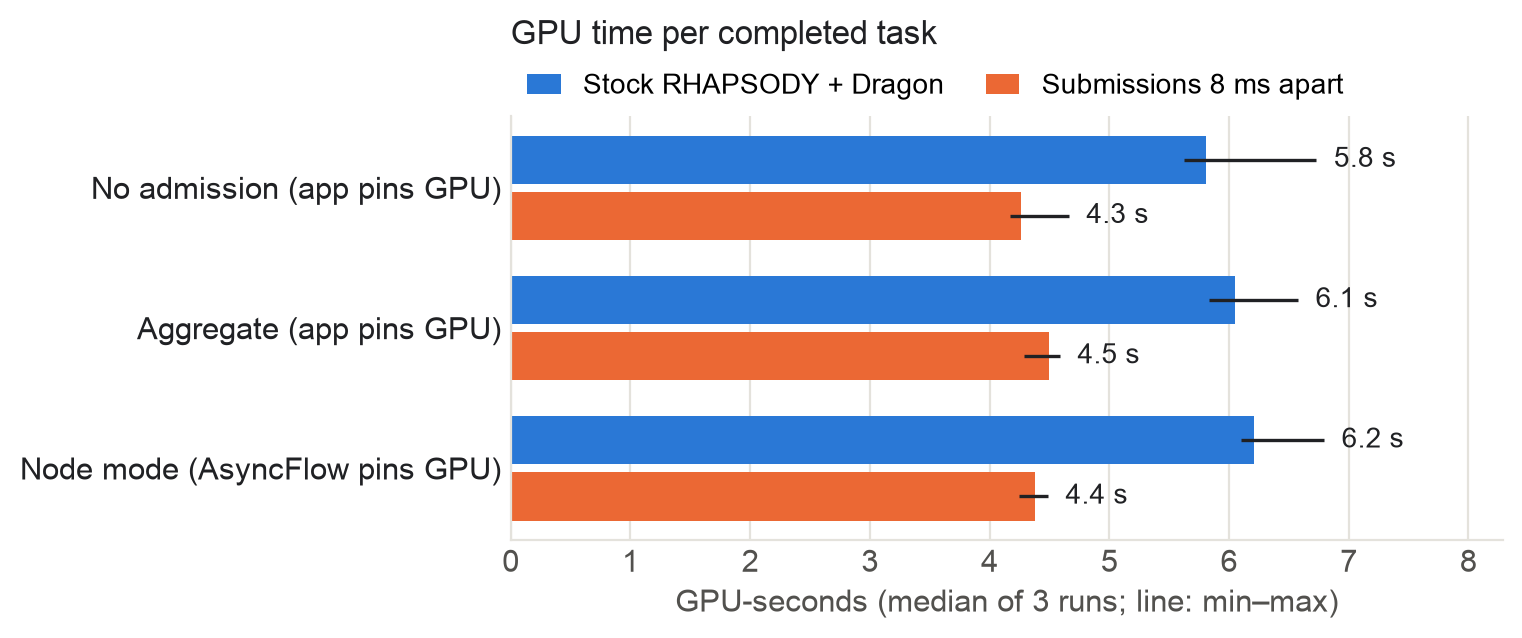 GPU time per completed task
Stock RHAPSODY + Dragon
Submissions 8 ms apart
No admission (app pins GPU)
5.8 s
4.3 s
Aggregate (app pins GPU)
6.1 s
4.5 s
Node mode (AsyncFlow pins GPU)
6.2 s
4.4 s
0 1 2 3 4 5 6 7 8
GPU-seconds (median of 3 runs; line: min–max)